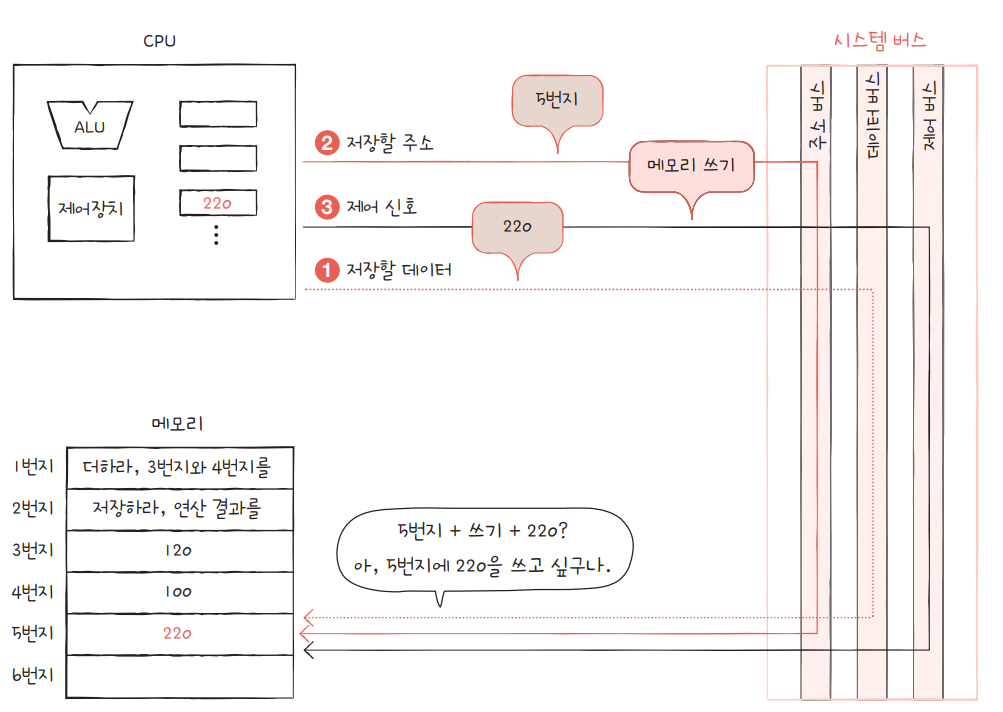 CPU
시스템 버스
ALU
제어장치
220
2 저장할 주소
5번지
메모리 쓰기
3 제어 신호
220
1 저장할 데이터
주소 버스
데이터 버스
제어 버스
메모리
1번지 더하라, 3번지와 4번지를
2번지 저장하라, 연산 결과를
3번지 120
4번지 100
5번지 220
6번지
5번지 + 쓰기 + 220?
아, 5번지에 220을 쓰고 싶구나.